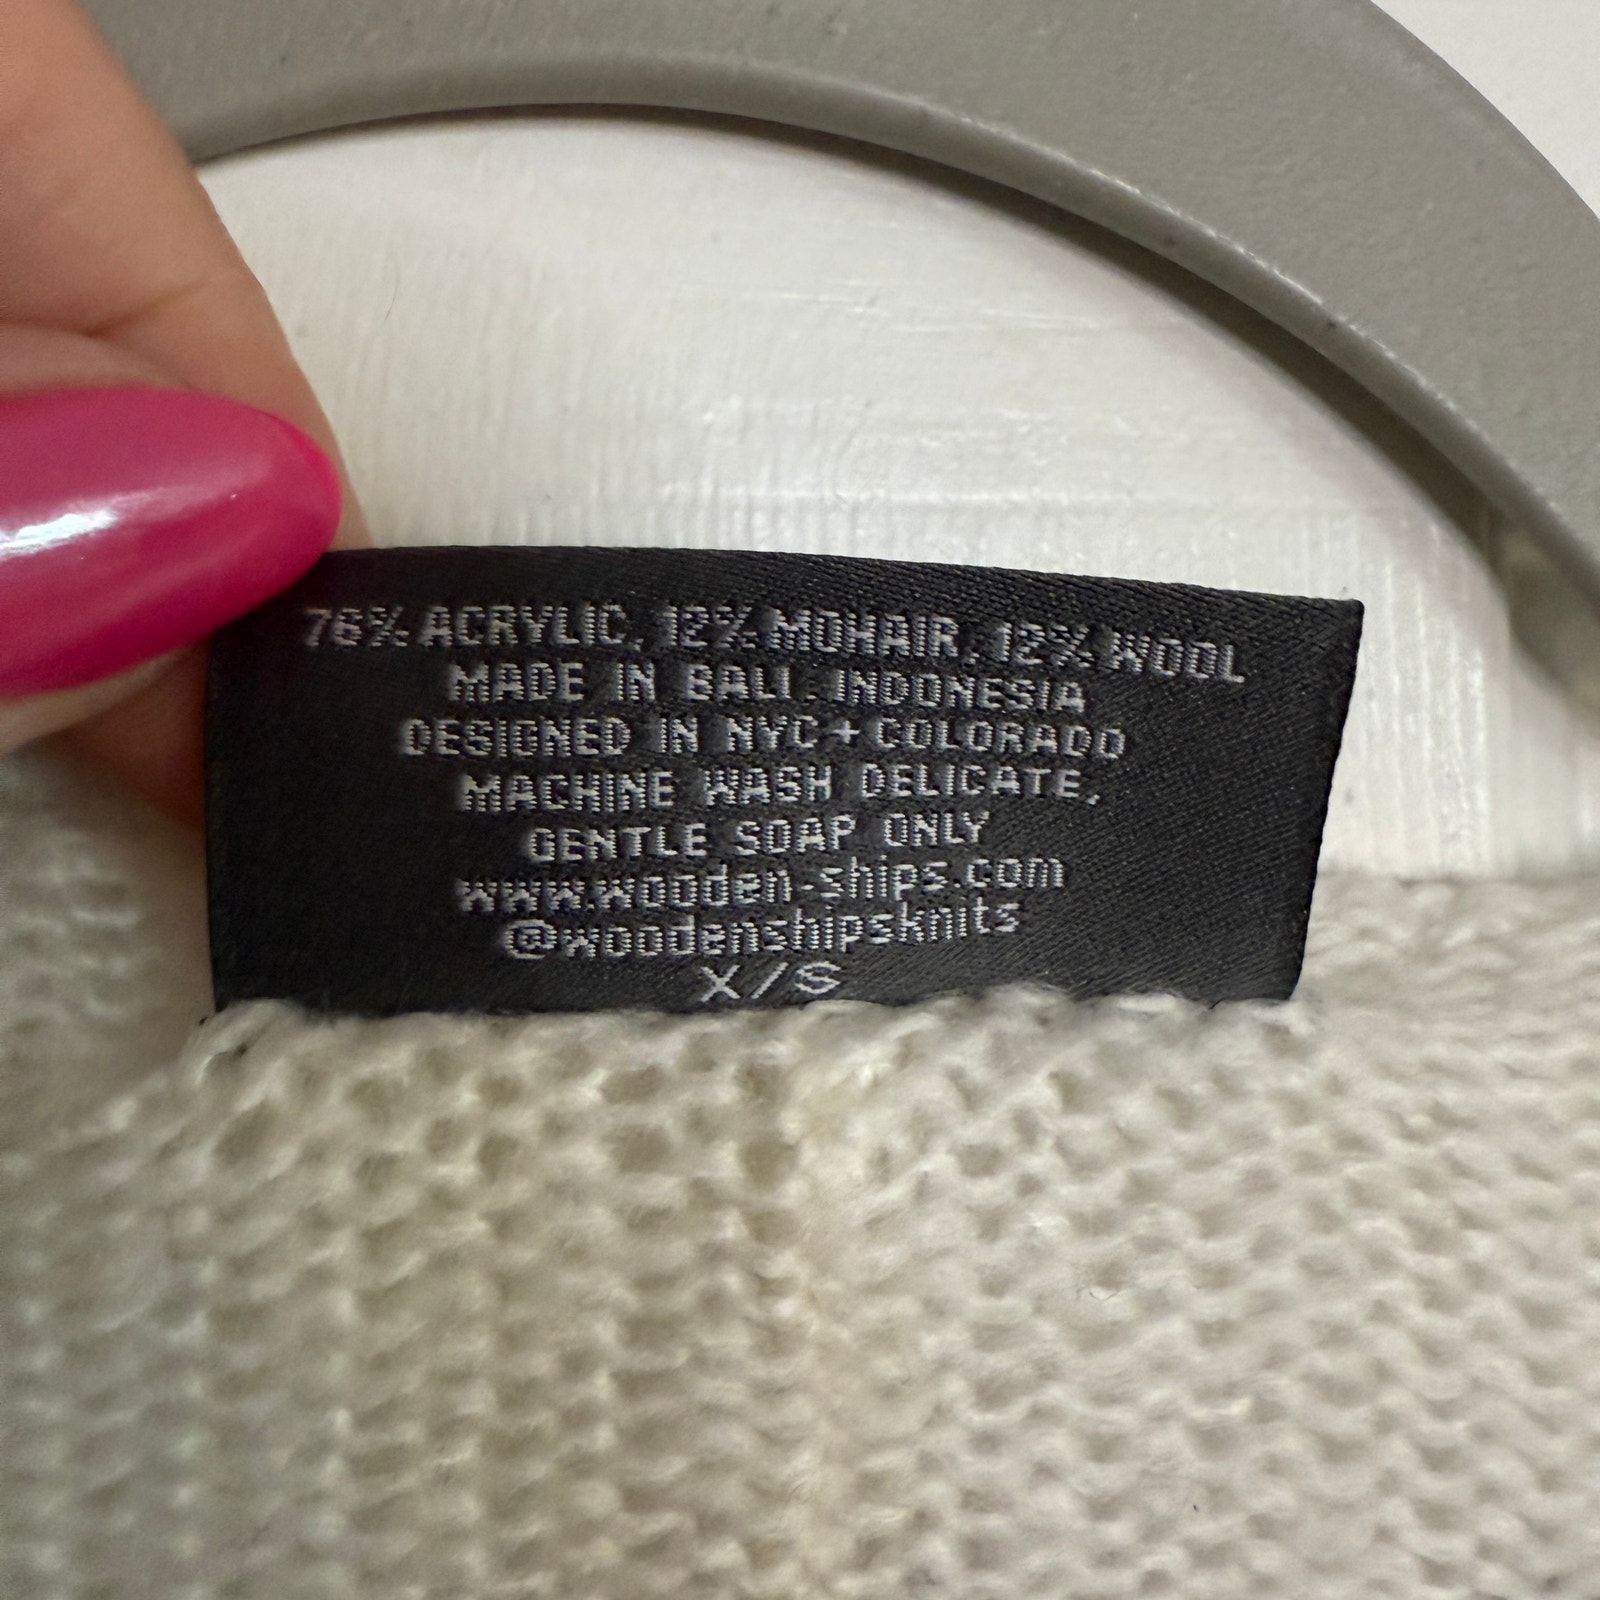 76% ACRYLIC, 12% MOHAIR, 12% WOOL
MADE IN BALI, INDONESIA
DESIGNED IN NYC + COLORADO
MACHINE WASH DELICATE,
GENTLE SOAP ONLY
www.wooden-ships.com
@woodenshipsknits
X/S